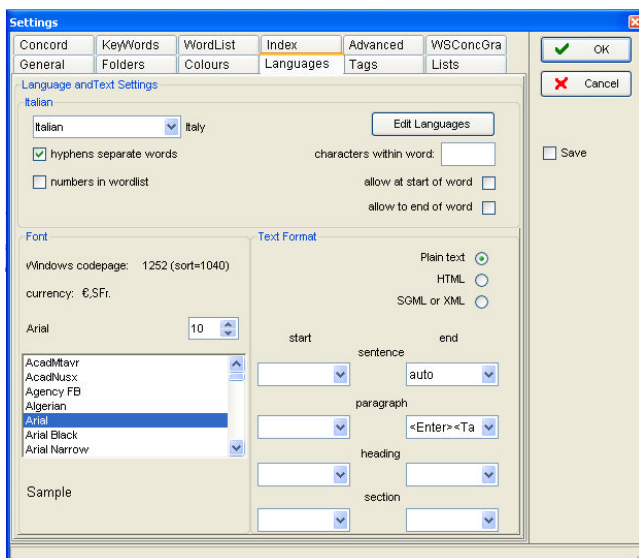 Settings
Concord KeyWords WordList Index Advanced WSConcGra
General Folders Colours Languages Tags Lists
OK
Cancel
Save
Language andText Settings
Italian
Italian Italy Edit Languages
hyphens separate words characters within word:
numbers in wordlist allow at start of word
allow to end of word
Font
Windows codepage: 1252 (sort=1040)
currency: €,SFr.
Arial 10
AcadMtavr
AcadNusx
Agency FB
Algerian
Arial
Arial Black
Arial Narrow
Sample
Text Format
Plain text
HTML
SGML or XML
start end
sentence
auto
paragraph
<Enter><Ta
heading
section